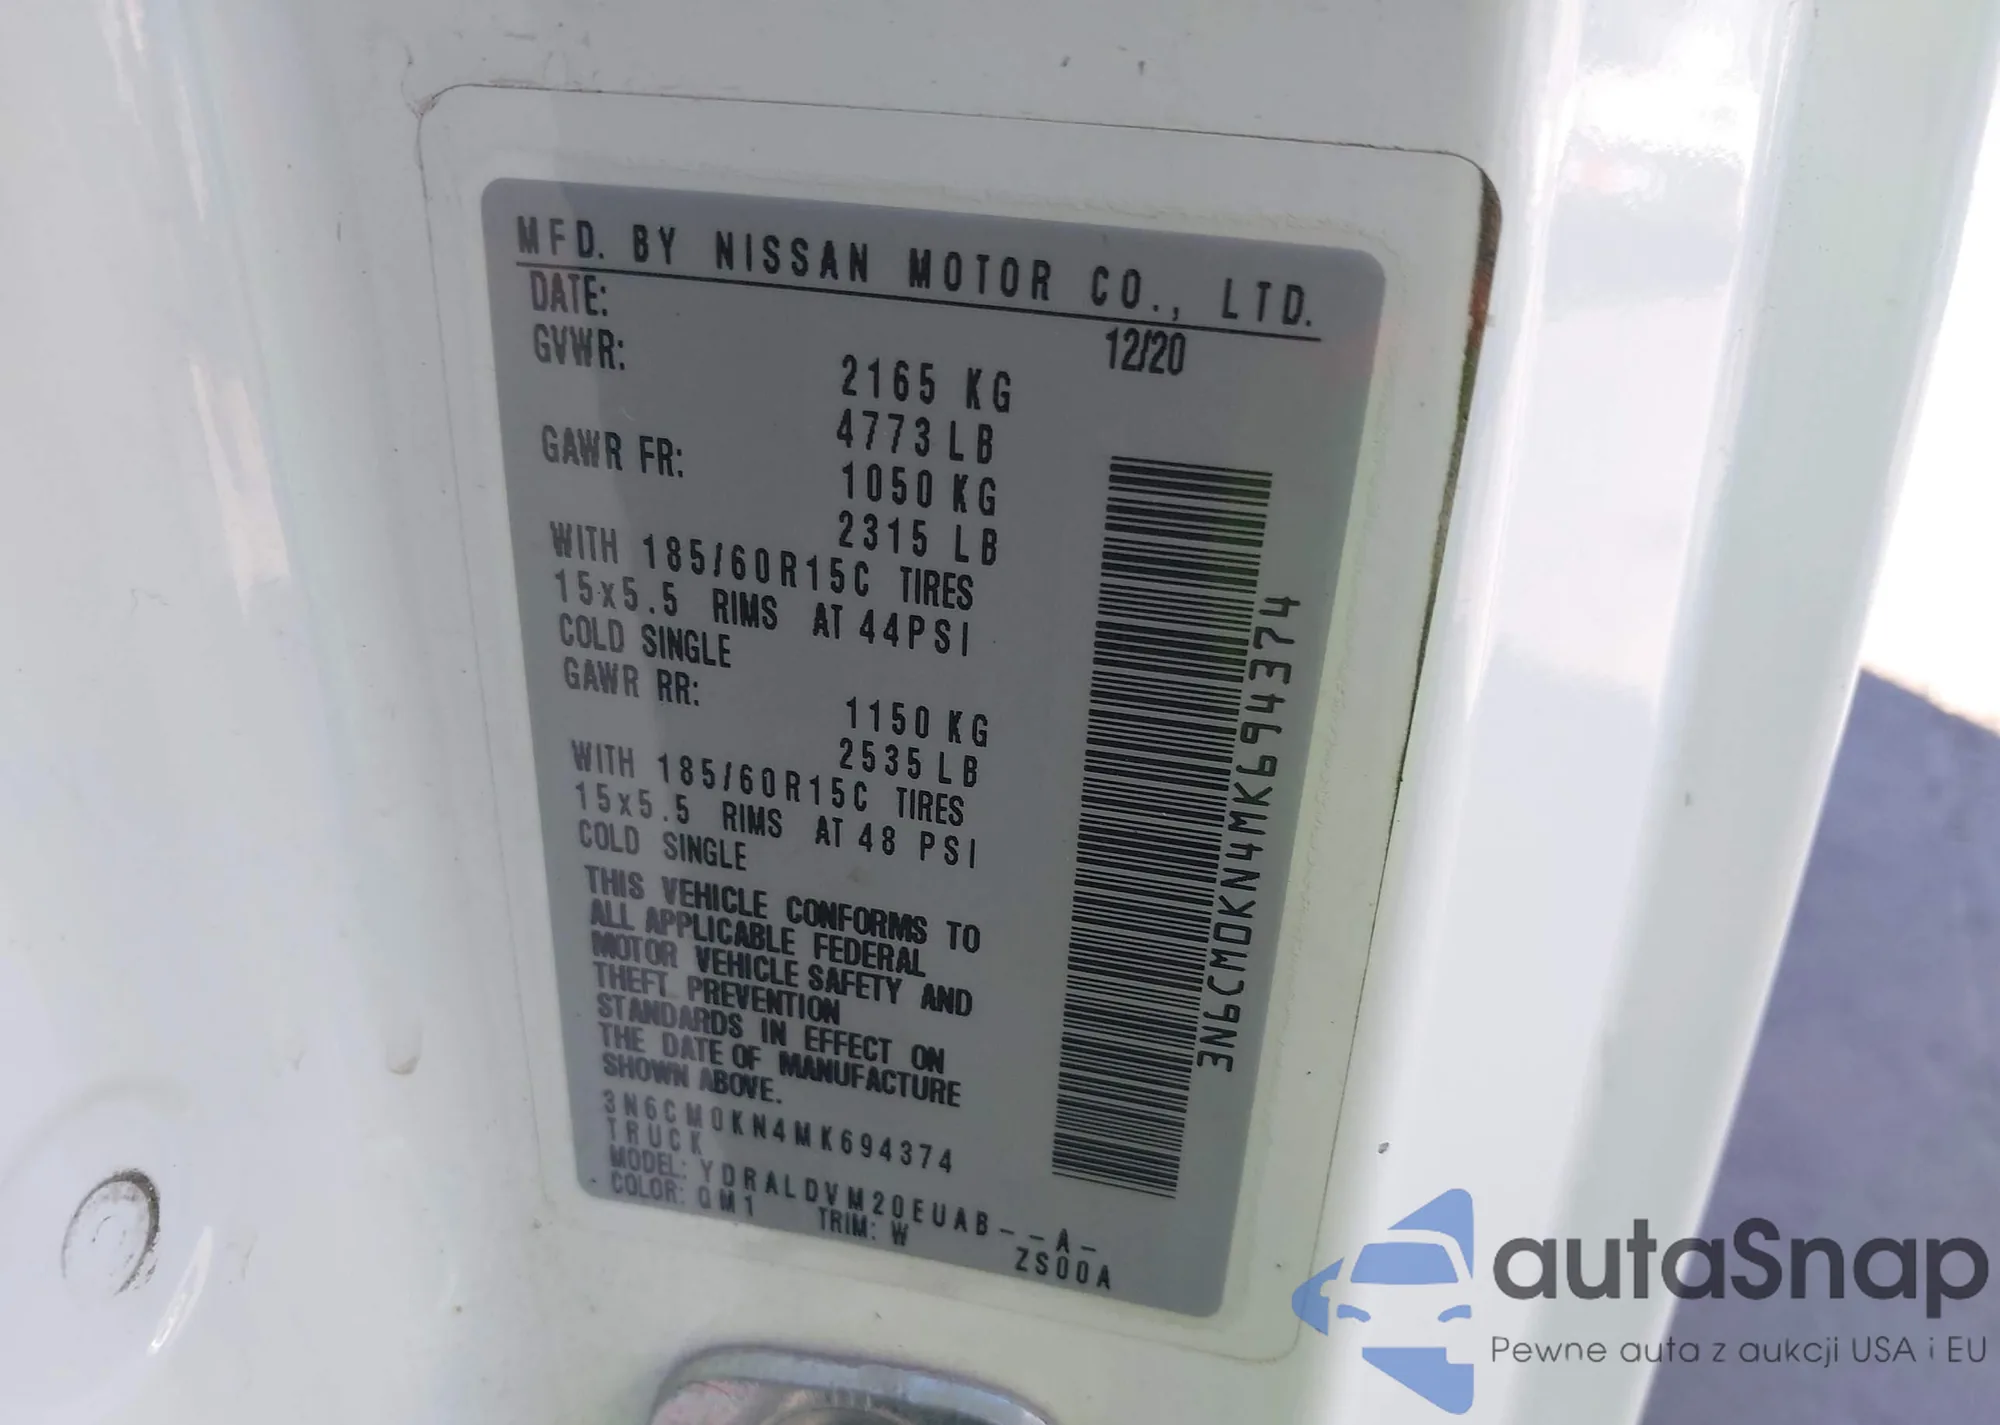 MFD. BY NISSAN MOTOR CO., LTD.
DATE: 12/20
GVWR: 2165 KG
4773 LB
GAWR FR: 1050 KG
2315 LB
WITH 185/60R15C TIRES
15x5.5 RIMS AT 44PSI
COLD SINGLE
GAWR RR: 1150 KG
2535 LB
WITH 185/60R15C TIRES
15x5.5 RIMS AT 48 PSI
COLD SINGLE
THIS VEHICLE CONFORMS TO
ALL APPLICABLE FEDERAL
MOTOR VEHICLE SAFETY AND
THEFT PREVENTION
STANDARDS IN EFFECT ON
THE DATE OF MANUFACTURE
SHOWN ABOVE.
3N6CM0KN4MK694374
TRUCK
MODEL: YDRALDVM20EUAB--A-
COLOR: QM1 TRIM: W ZS00A
3N6CM0KN4MK694374
autaSnap
Pewne auta z aukcji USA i EU